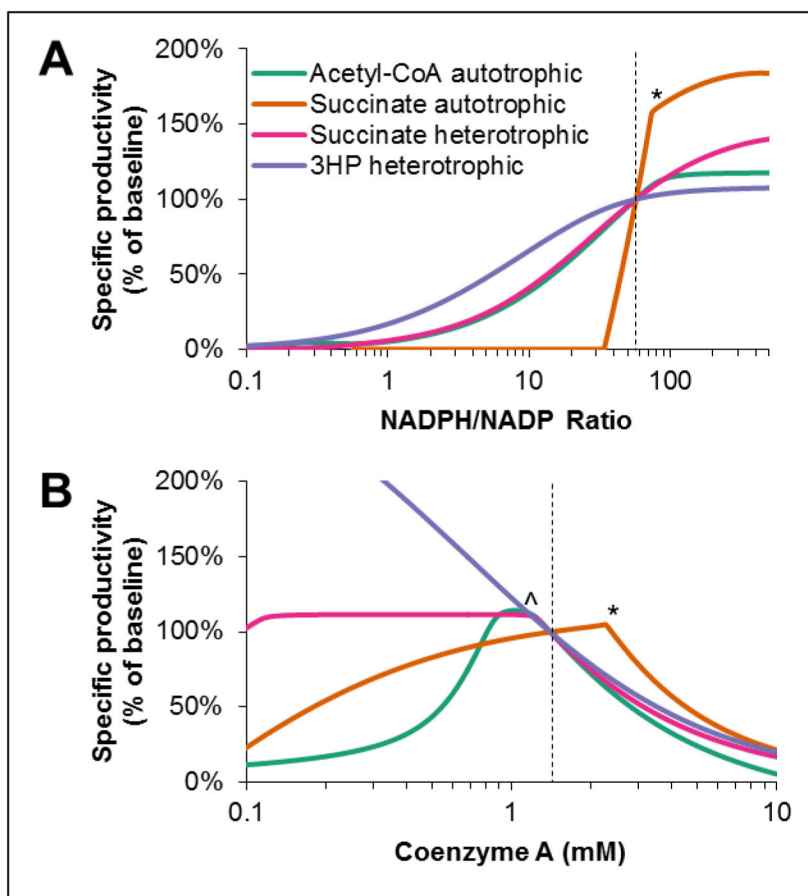 A
200%
150%
100%
50%
0%
Specific productivity
(% of baseline)
Acetyl-CoA autotrophic
Succinate autotrophic
Succinate heterotrophic
3HP heterotrophic
*
0.1
1
10
100
NADPH/NADP Ratio
B
200%
150%
100%
50%
0%
Specific productivity
(% of baseline)
^
*
0.1
1
10
Coenzyme A (mM)